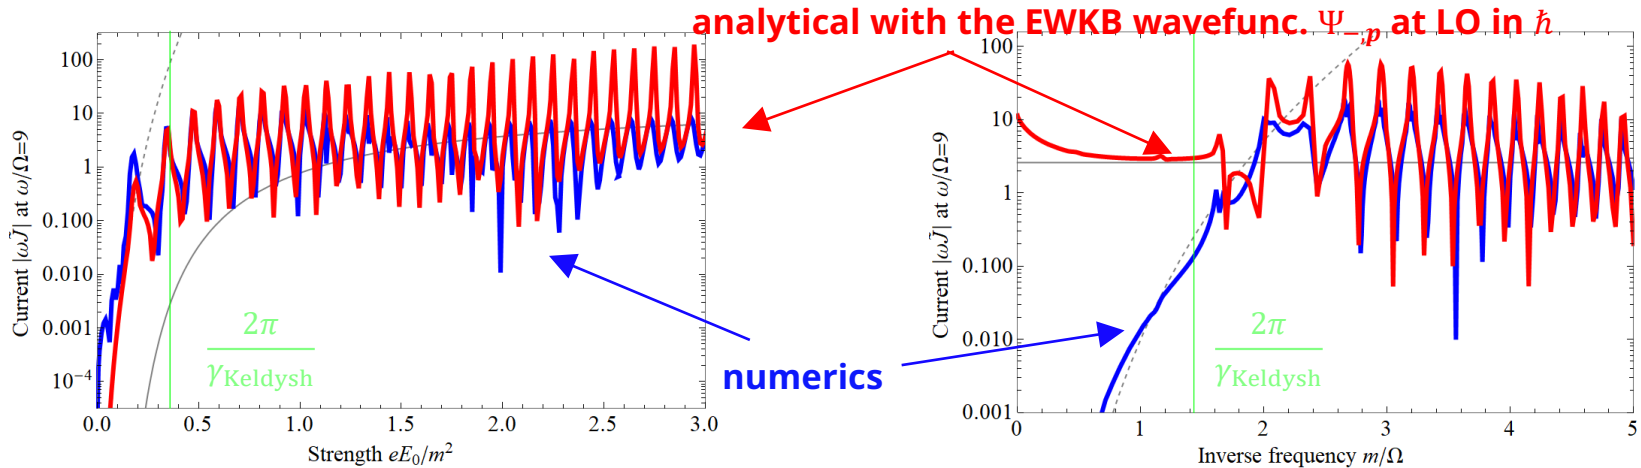 analytical with the EWKB wavefunc. Ψ₋,ₚ at LO in ℏ
100
10
1
0.100
0.010
0.001
10⁻⁴
Current |ωJ̃| at ω/Ω=9
0.0 0.5 1.0 1.5 2.0 2.5 3.0
Strength eE₀/m²
2π
γKeldysh
numerics
100
10
1
0.100
0.010
0.001
Current |ωJ̃| at ω/Ω=9
0 1 2 3 4 5
Inverse frequency m/Ω
2π
γKeldysh